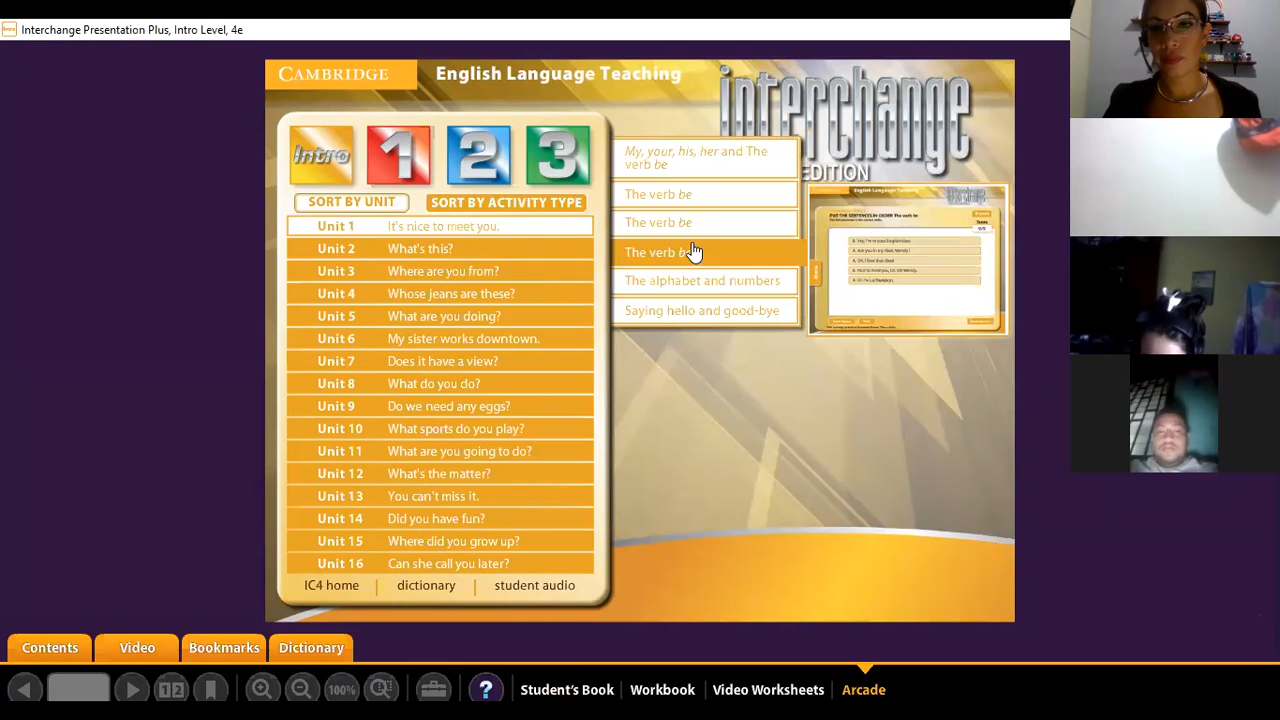 Interchange Presentation Plus, Intro Level, 4e
CAMBRIDGE
English Language Teaching
interchange
EDITION
Intro
1
2
3
SORT BY UNIT
SORT BY ACTIVITY TYPE
Unit 1 It's nice to meet you.
Unit 2 What's this?
Unit 3 Where are you from?
Unit 4 Whose jeans are these?
Unit 5 What are you doing?
Unit 6 My sister works downtown.
Unit 7 Does it have a view?
Unit 8 What do you do?
Unit 9 Do we need any eggs?
Unit 10 What sports do you play?
Unit 11 What are you going to do?
Unit 12 What's the matter?
Unit 13 You can't miss it.
Unit 14 Did you have fun?
Unit 15 Where did you grow up?
Unit 16 Can she call you later?
IC4 home
dictionary
student audio
My, your, his, her and The
verb be
The verb be
The verb be
The verb
The alphabet and numbers
Saying hello and good-bye
Contents
Video
Bookmarks
Dictionary
1 2
100%
?
Student's Book
Workbook
Video Worksheets
Arcade